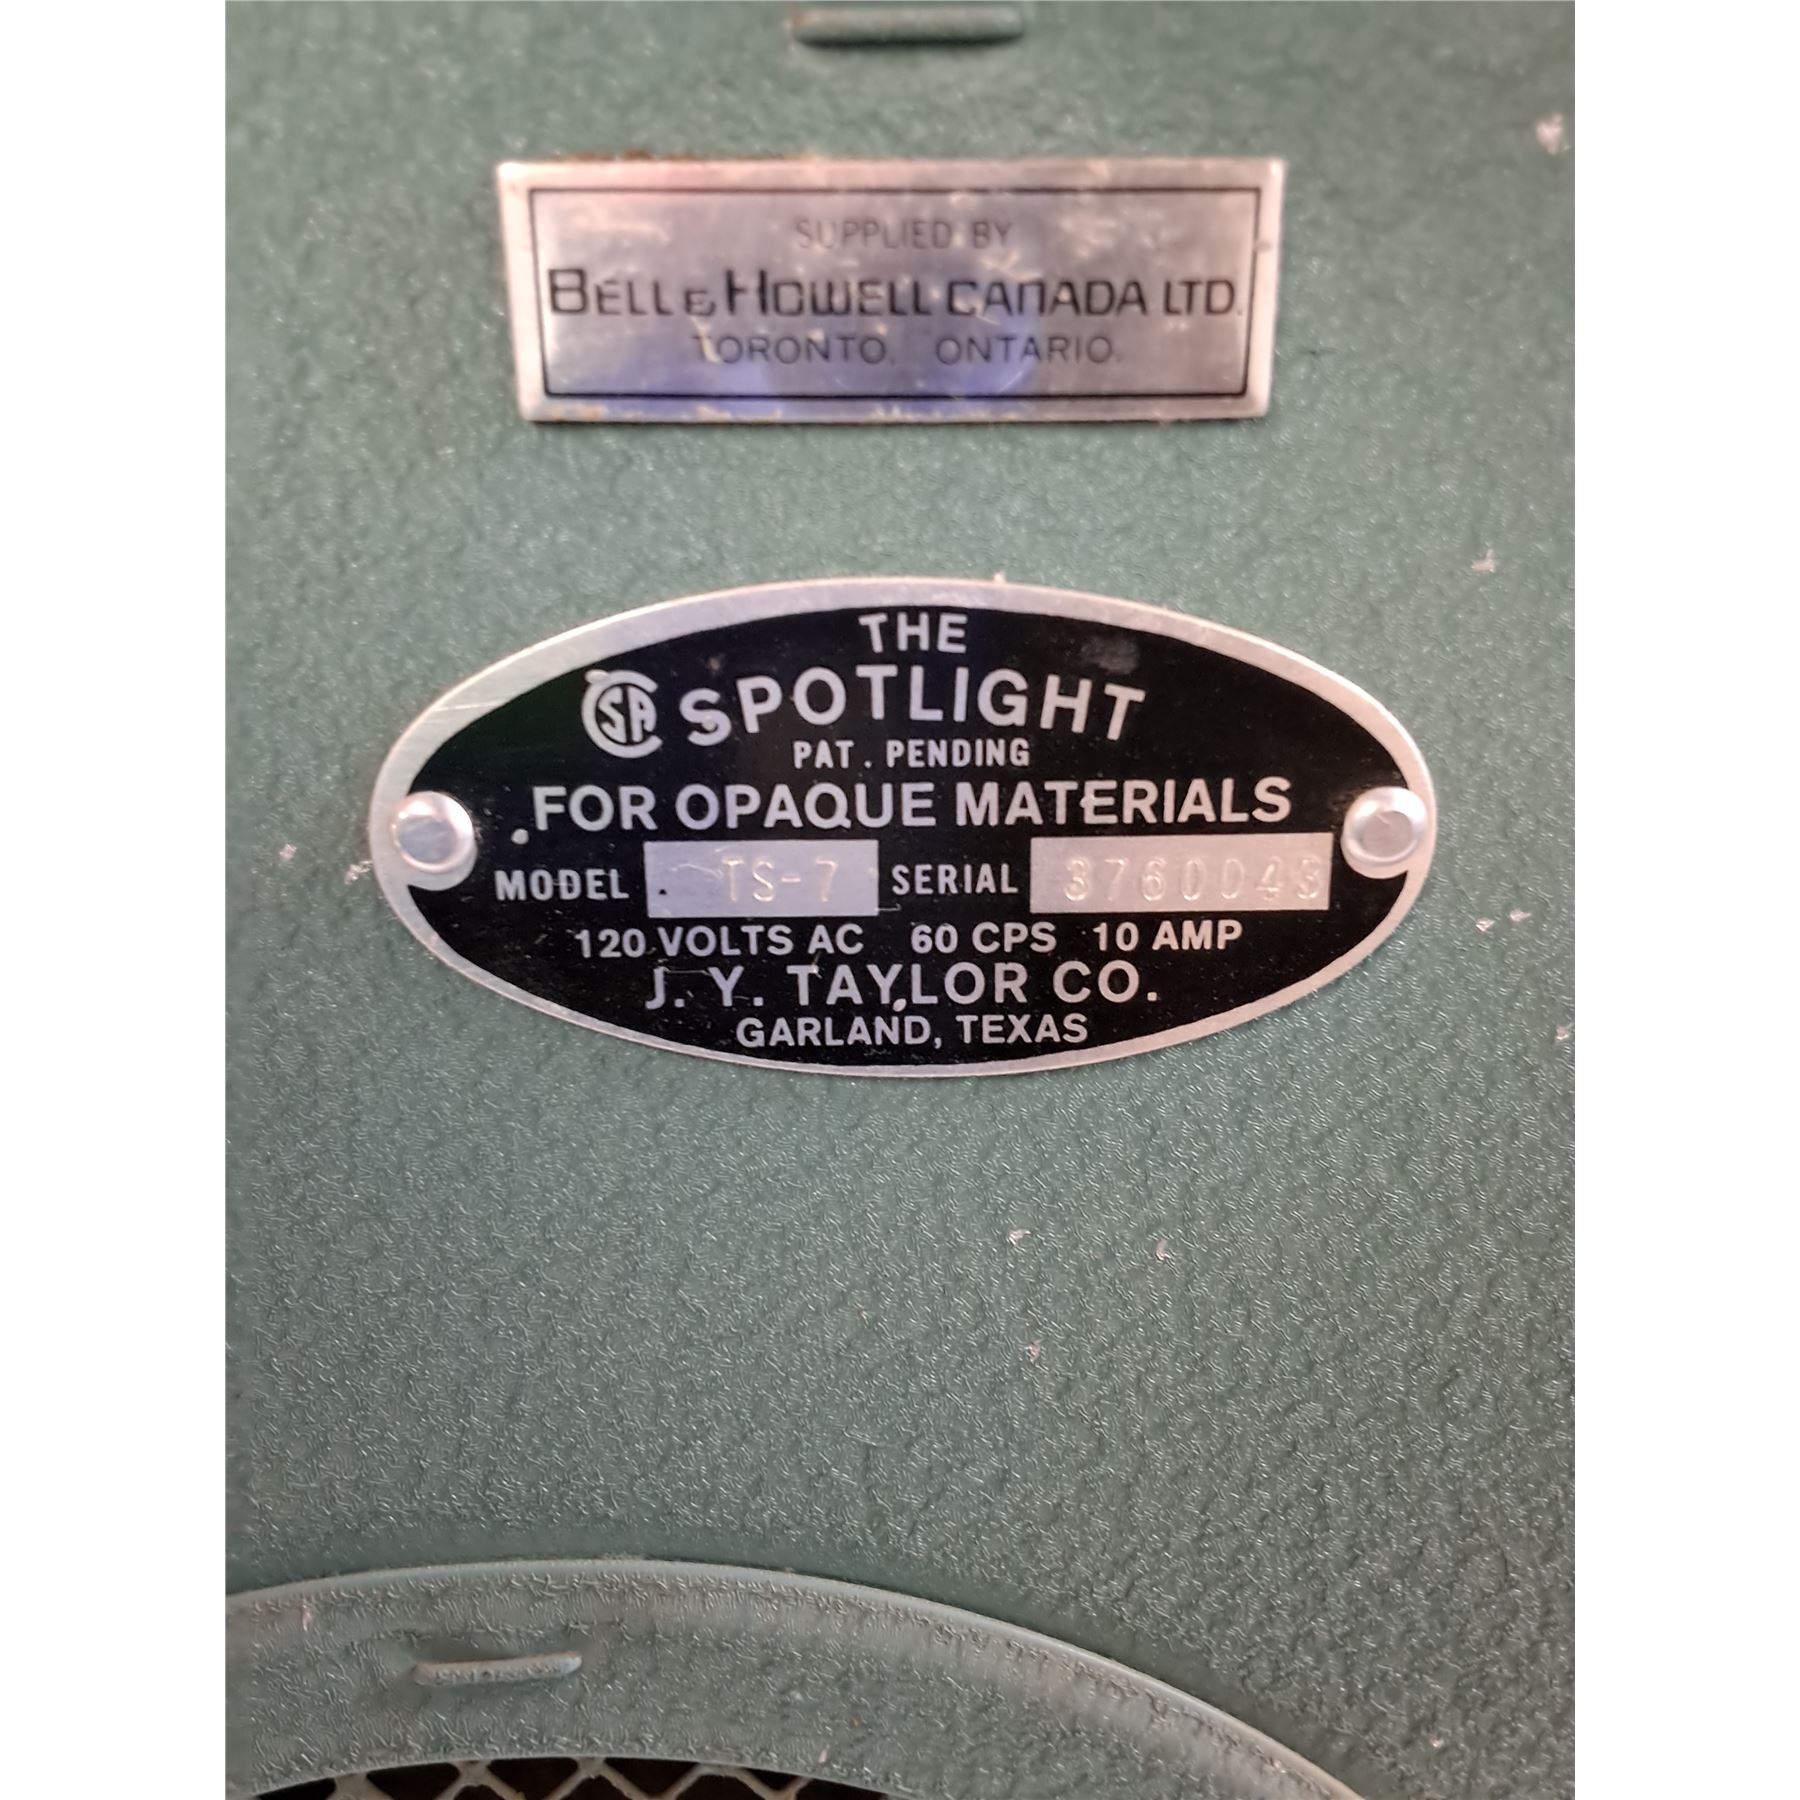 SUPPLIED BY
BELL & HOWELL CANADA LTD.
TORONTO, ONTARIO.
THE
SA SPOTLIGHT
PAT. PENDING
FOR OPAQUE MATERIALS
MODEL TS-7 SERIAL 3760043
120 VOLTS AC 60 CPS 10 AMP
J. Y. TAYLOR CO.
GARLAND, TEXAS